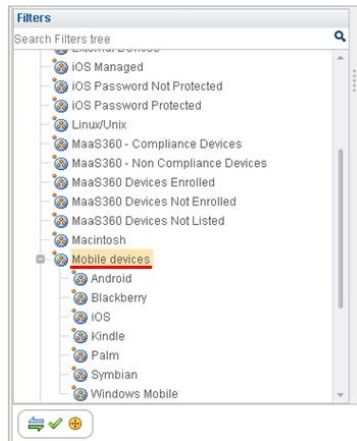 Filters
Search Filters tree
External Devices
iOS Managed
iOS Password Not Protected
iOS Password Protected
Linux/Unix
MaaS360 - Compliance Devices
MaaS360 - Non Compliance Devices
MaaS360 Devices Enrolled
MaaS360 Devices Not Enrolled
MaaS360 Devices Not Listed
Macintosh
Mobile devices
Android
Blackberry
iOS
Kindle
Palm
Symbian
Windows Mobile